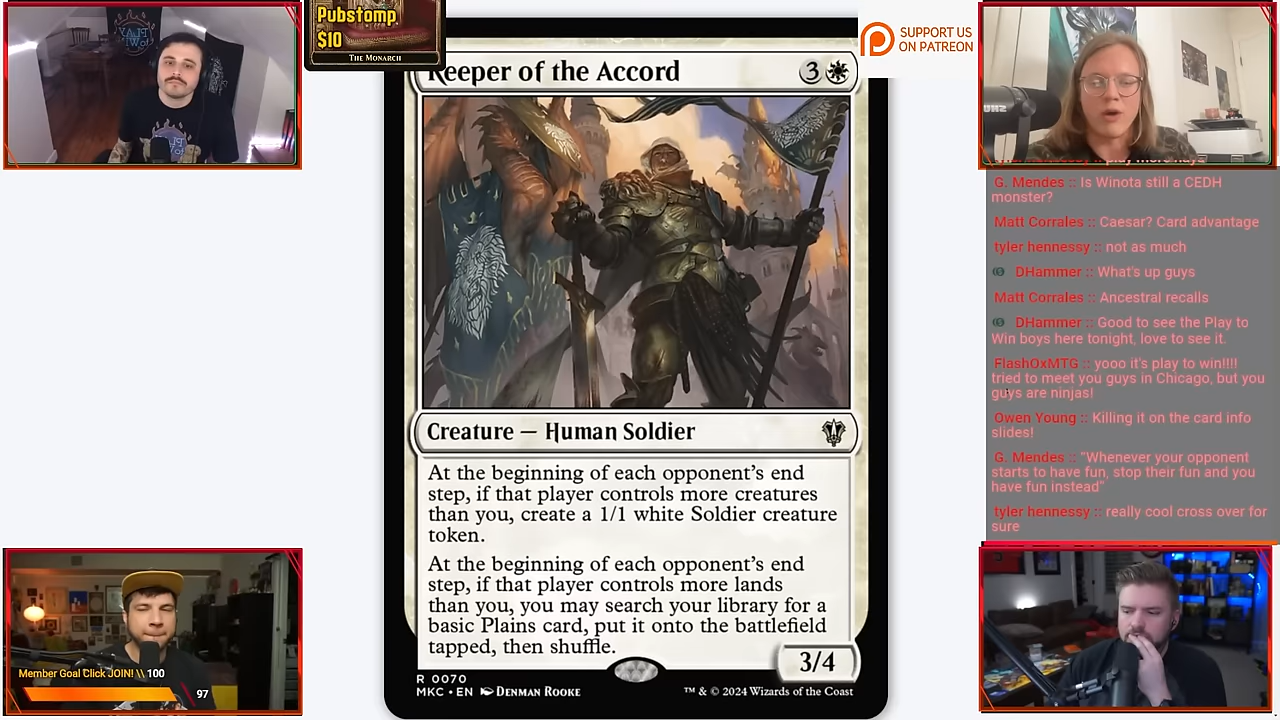 Pubstomp
$10
THE MONARCH
SUPPORT US
ON PATREON
Keeper of the Accord
3
Creature — Human Soldier
At the beginning of each opponent's end
step, if that player controls more creatures
than you, create a 1/1 white Soldier creature
token.
At the beginning of each opponent's end
step, if that player controls more lands
than you, you may search your library for a
basic Plains card, put it onto the battlefield
tapped, then shuffle.
3/4
R 0070
MKC • EN DENMAN ROOKE
™ & © 2024 Wizards of the Coast
G. Mendes :: Is Winota still a CEDH
monster?
Matt Corrales :: Caesar? Card advantage
tyler hennessy :: not as much
DHammer :: What's up guys
Matt Corrales :: Ancestral recalls
DHammer :: Good to see the Play to
Win boys here tonight, love to see it.
FlashOxMTG :: yooo it's play to win!!!!
tried to meet you guys in Chicago, but you
guys are ninjas!
Owen Young :: Killing it on the card info
slides!
G. Mendes :: "Whenever your opponent
starts to have fun, stop their fun and you
have fun instead"
tyler hennessy :: really cool cross over for
sure
Member Goal Click JOIN! \\ 100
97